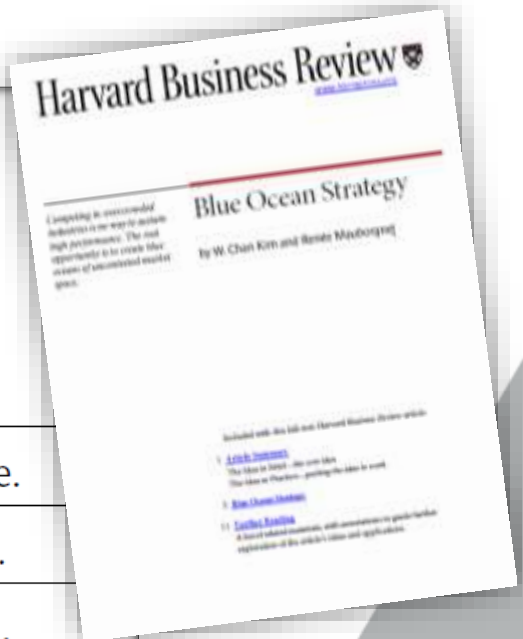 Harvard Business Review
Blue Ocean Strategy
by W. Chan Kim and Renée Mauborgne
Competing in overcrowded
industries is no way to sustain
high performance. The real
opportunity is to create blue
oceans of uncontested market
space.
Included with this full-text Harvard Business Review article:
Article Summary
The Idea in Brief—the core idea
The Idea in Practice—putting the idea to work
Blue Ocean Strategy
Further Reading
A list of related materials, with annotations to guide further
exploration of the article's ideas and applications
e.
.